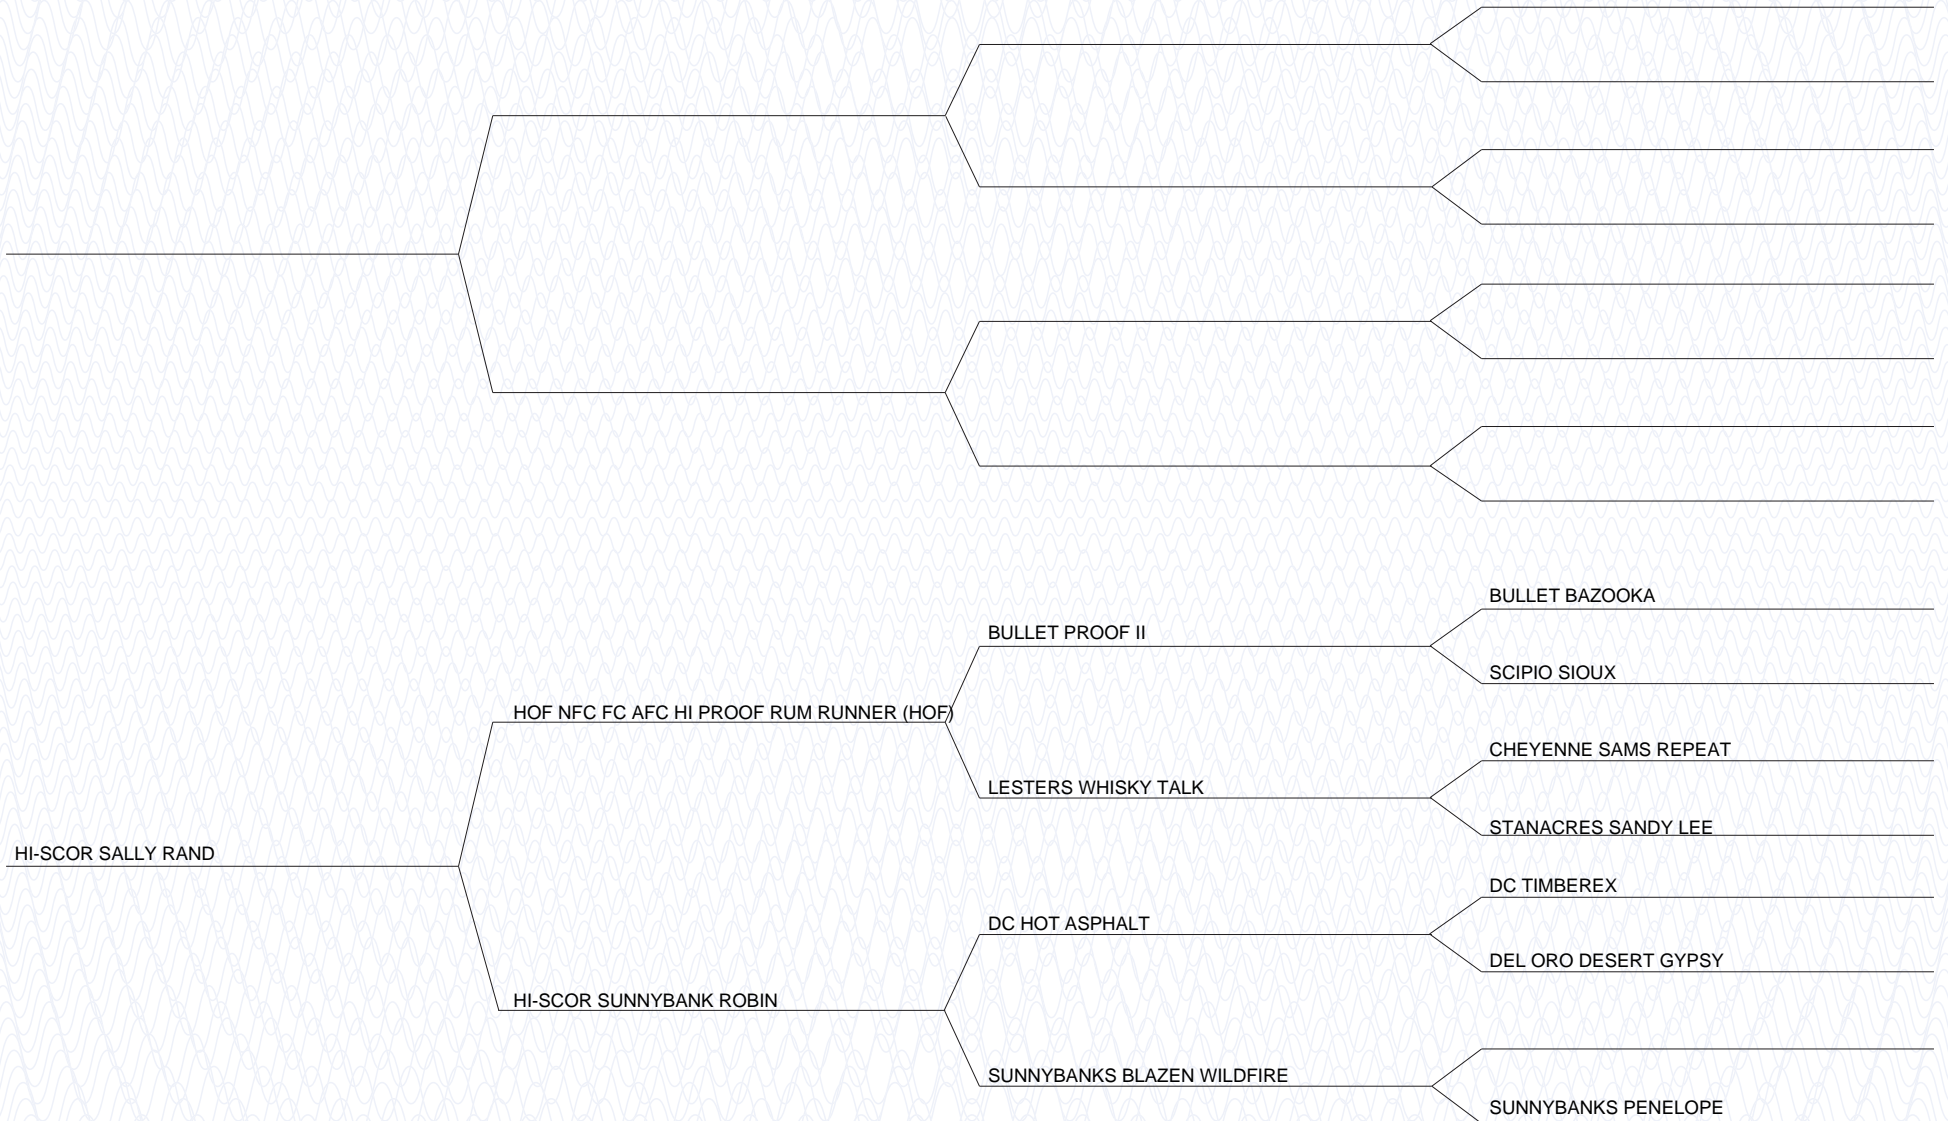 BULLET BAZOOKA
BULLET PROOF II
SCIPIO SIOUX
HOF NFC FC AFC HI PROOF RUM RUNNER (HOF)
CHEYENNE SAMS REPEAT
LESTERS WHISKY TALK
STANACRES SANDY LEE
HI-SCOR SALLY RAND
DC TIMBEREX
DC HOT ASPHALT
DEL ORO DESERT GYPSY
HI-SCOR SUNNYBANK ROBIN
SUNNYBANKS BLAZEN WILDFIRE
SUNNYBANKS PENELOPE